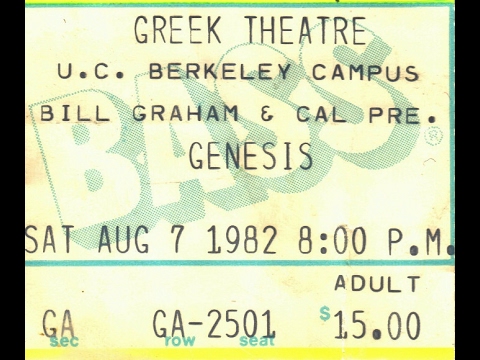 GREEK THEATRE
U.C. BERKELEY CAMPUS
BILL GRAHAM & CAL PRE.
BASS®
GENESIS
SAT AUG 7 1982 8:00 P.M.
ADULT
GA GA-2501 $15.00
sec row seat